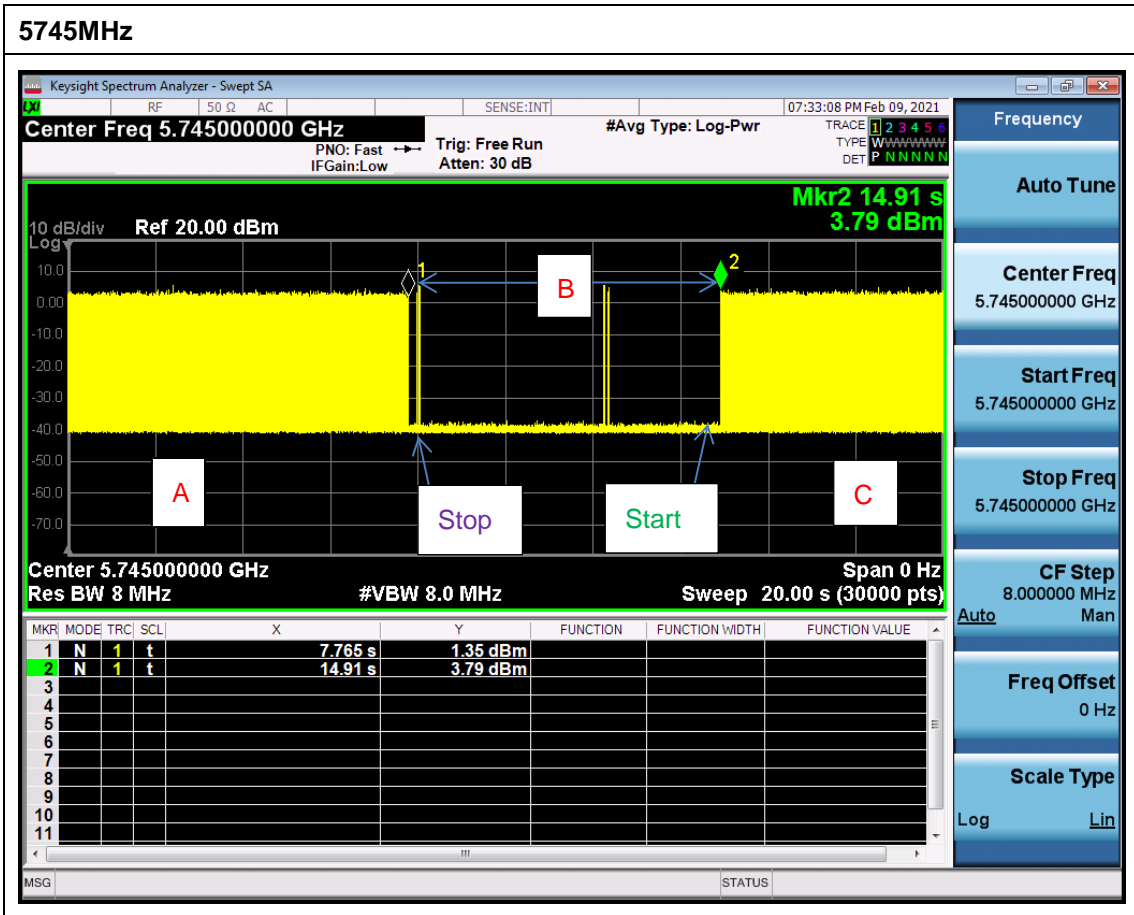 5745MHz
Keysight Spectrum Analyzer - Swept SA
LXI RF 50 Ω AC SENSE:INT 07:33:08 PM Feb 09, 2021
Center Freq 5.745000000 GHz #Avg Type: Log-Pwr TRACE 1 2 3 4 5 6
PNO: Fast Trig: Free Run TYPE WWWWWW
IFGain:Low Atten: 30 dB DET P N N N N N
Mkr2 14.91 s
3.79 dBm
10 dB/div Ref 20.00 dBm
Log
10.0
0.00
-10.0
-20.0
-30.0
-40.0
-50.0
-60.0
-70.0
1
2
B
A
C
Stop
Start
Center 5.745000000 GHz Span 0 Hz
Res BW 8 MHz #VBW 8.0 MHz Sweep 20.00 s (30000 pts)
MKR MODE TRC SCL X Y FUNCTION FUNCTION WIDTH FUNCTION VALUE
1 N 1 t 7.765 s 1.35 dBm
2 N 1 t 14.91 s 3.79 dBm
3
4
5
6
7
8
9
10
11
MSG STATUS
Frequency
Auto Tune
Center Freq
5.745000000 GHz
Start Freq
5.745000000 GHz
Stop Freq
5.745000000 GHz
CF Step
8.000000 MHz
Auto Man
Freq Offset
0 Hz
Scale Type
Log Lin